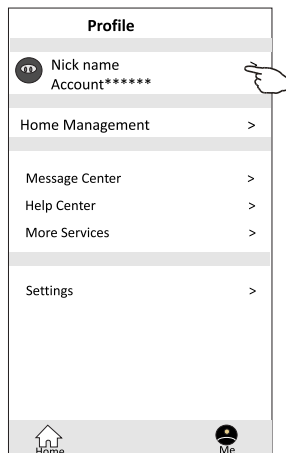 Profile
Nick name
Account******
Home Management >
Message Center >
Help Center >
More Services >
Settings >
Home Me